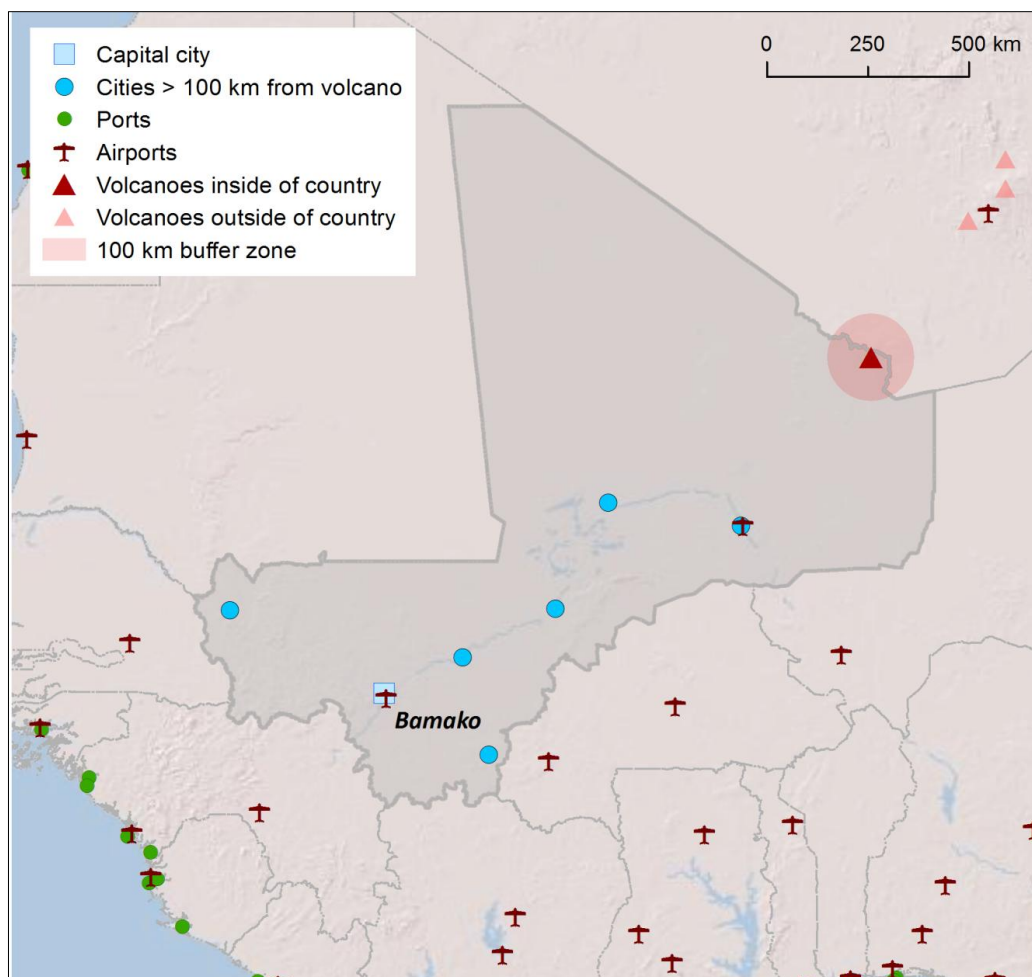 Capital city
Cities > 100 km from volcano
Ports
Airports
Volcanoes inside of country
Volcanoes outside of country
100 km buffer zone
0 250 500 km
Bamako